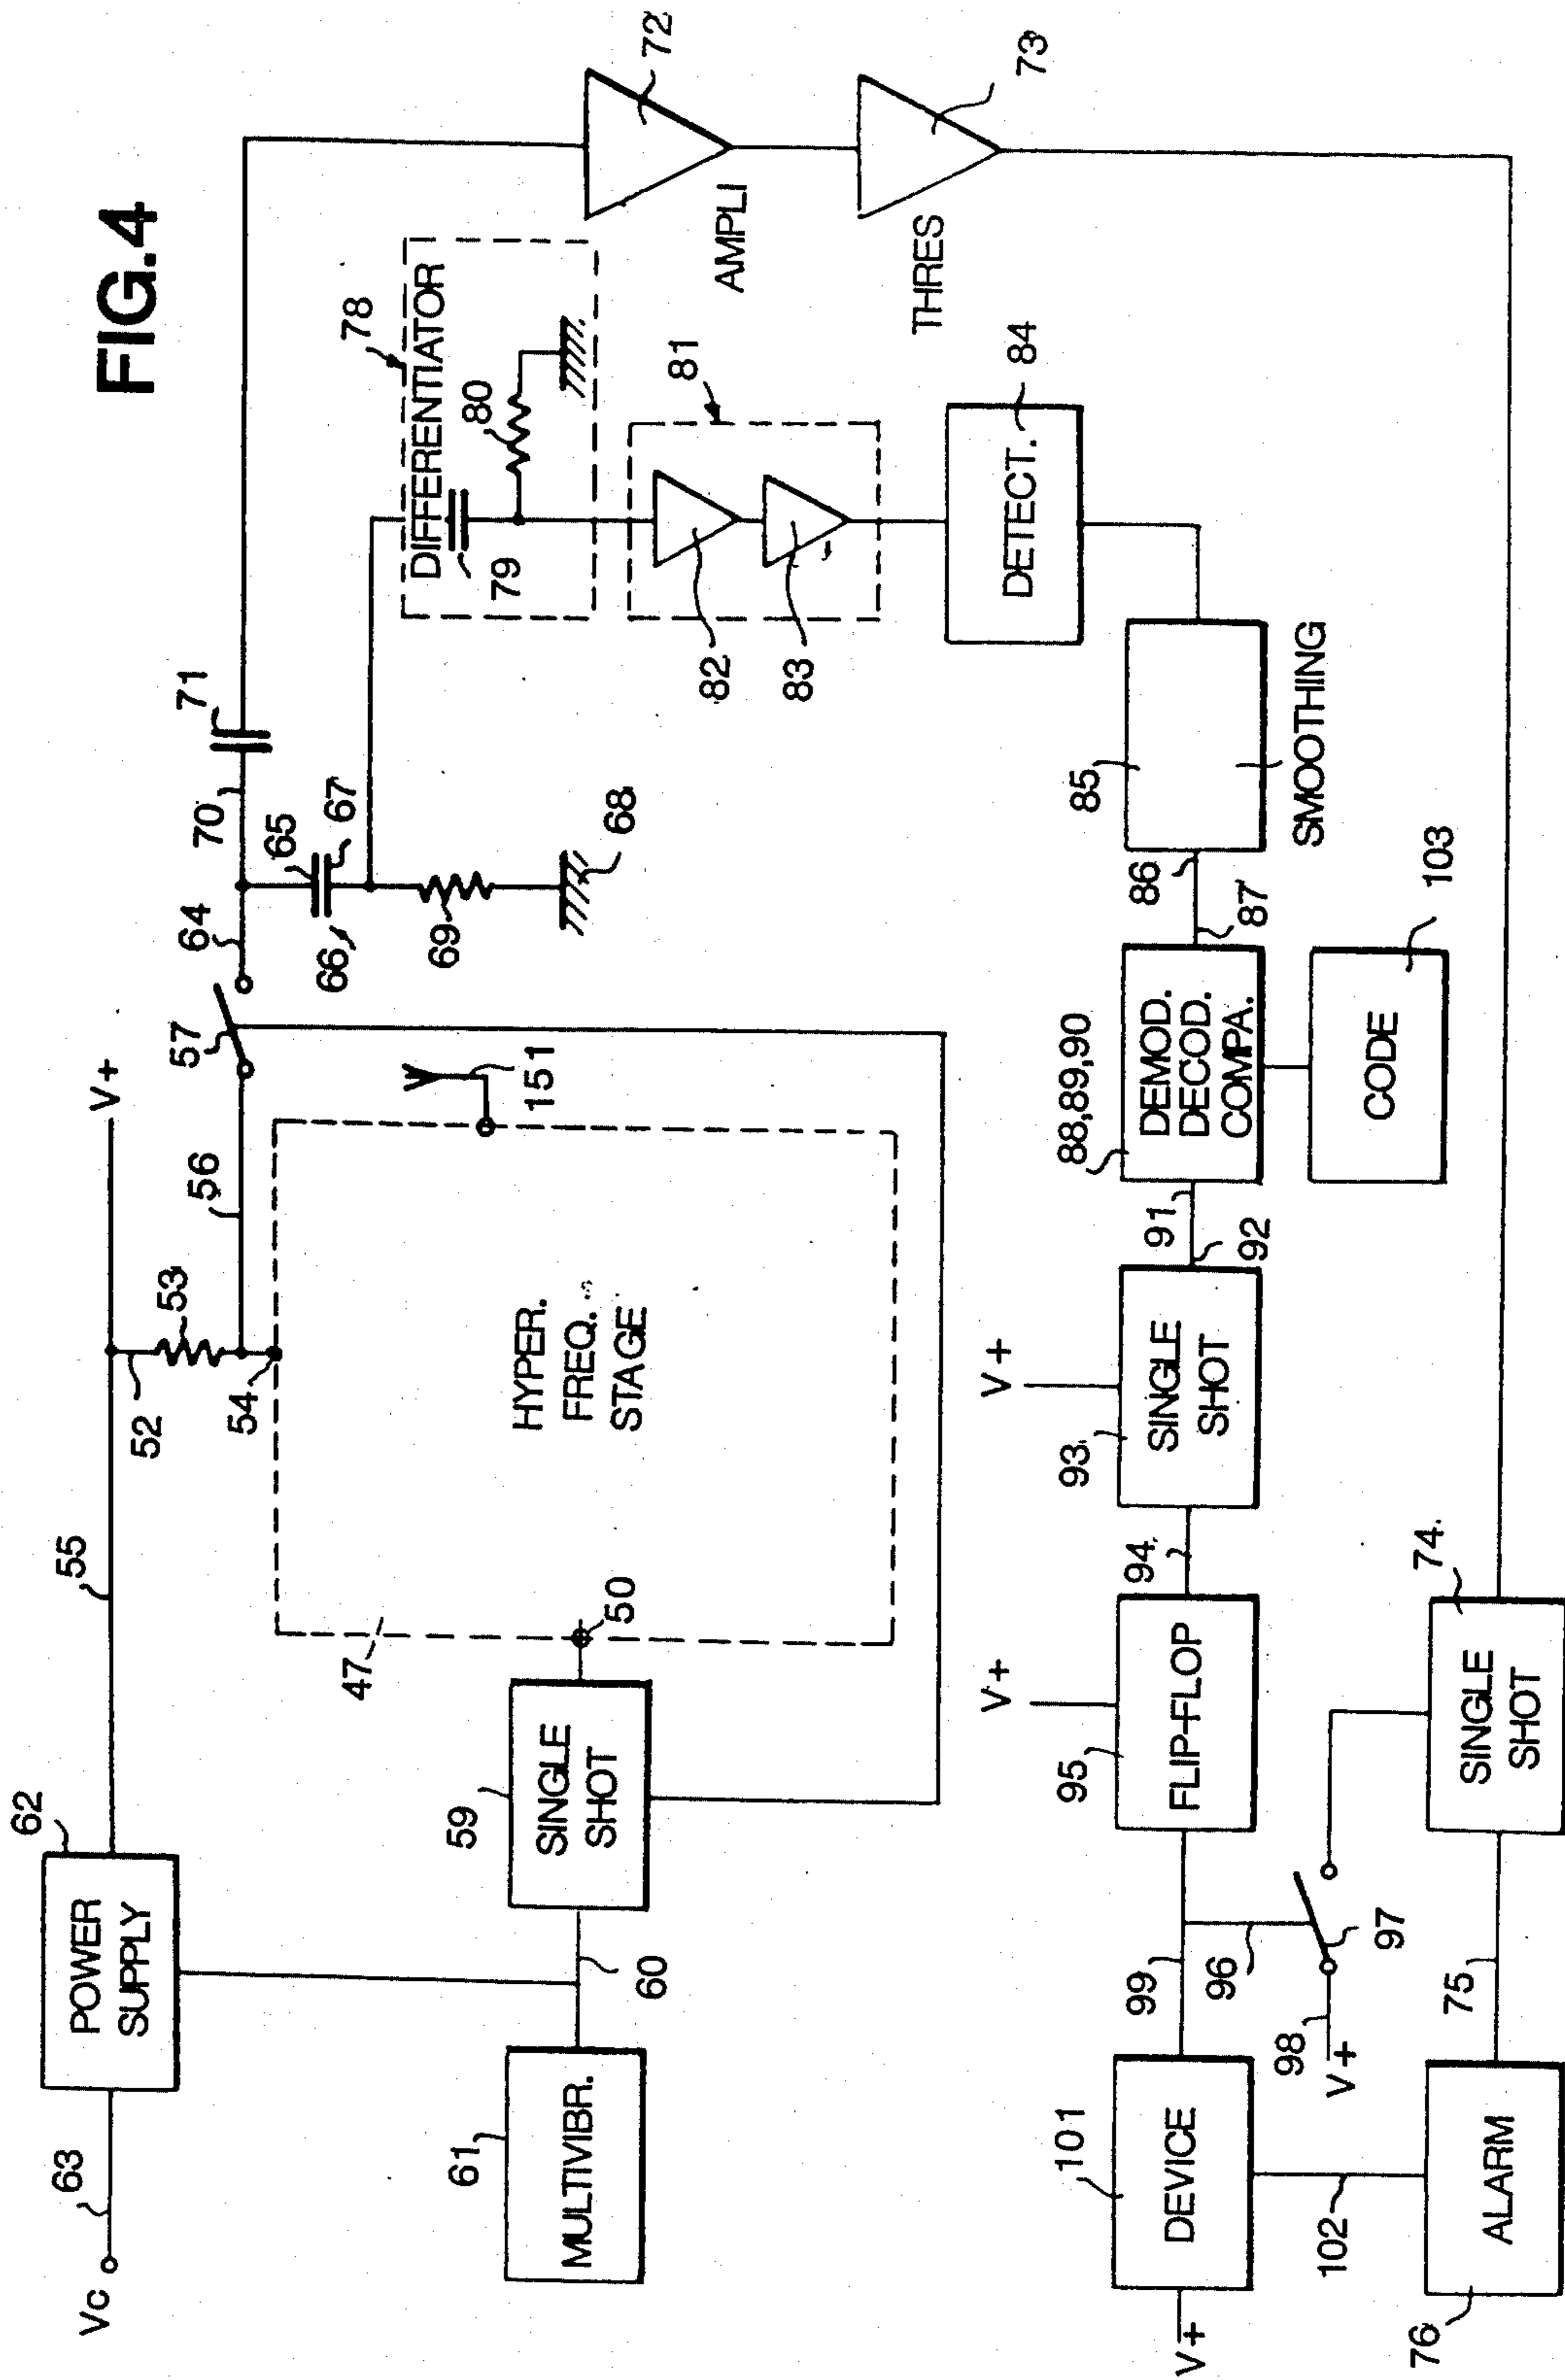 FIG.4
Vc
63
POWER
SUPPLY
62
55
V+
52
53
54
56
57
64
70
71
65
66
67
69
68
78
DIFFERENTIATOR
79
80
72
AMPLI
73
THRES
81
82
83
84
DETECT.
85
SMOOTHING
86
87
88,89,90
DEMOD.
DECOD.
COMPA.
103
CODE
91
92
V+
93
SINGLE
SHOT
94
V+
95
FLIP-FLOP
47
HYPER.
FREQ.
STAGE
151
50
59
SINGLE
SHOT
60
61
MULTIVIBR.
99
96
97
98
V+
101
DEVICE
V+
102
74
SINGLE
SHOT
75
76
ALARM